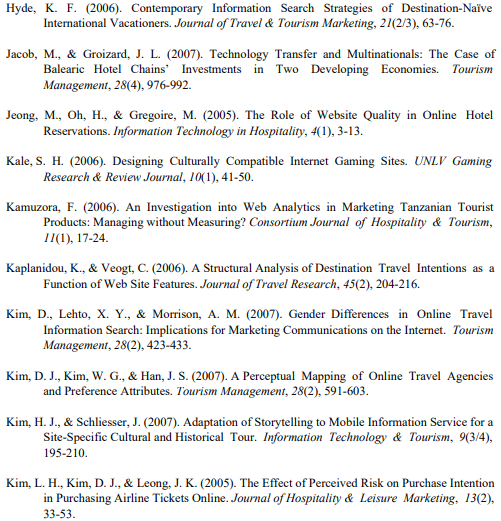 Hyde, K. F. (2006). Contemporary Information Search Strategies of Destination-Naïve
International Vacationers. Journal of Travel & Tourism Marketing, 21(2/3), 63-76.
Jacob, M., & Groizard, J. L. (2007). Technology Transfer and Multinationals: The Case of
Balearic Hotel Chains' Investments in Two Developing Economies. Tourism
Management, 28(4), 976-992.
Jeong, M., Oh, H., & Gregoire, M. (2005). The Role of Website Quality in Online Hotel
Reservations. Information Technology in Hospitality, 4(1), 3-13.
Kale, S. H. (2006). Designing Culturally Compatible Internet Gaming Sites. UNLV Gaming
Research & Review Journal, 10(1), 41-50.
Kamuzora, F. (2006). An Investigation into Web Analytics in Marketing Tanzanian Tourist
Products: Managing without Measuring? Consortium Journal of Hospitality & Tourism,
11(1), 17-24.
Kaplanidou, K., & Veogt, C. (2006). A Structural Analysis of Destination Travel Intentions as a
Function of Web Site Features. Journal of Travel Research, 45(2), 204-216.
Kim, D., Lehto, X. Y., & Morrison, A. M. (2007). Gender Differences in Online Travel
Information Search: Implications for Marketing Communications on the Internet. Tourism
Management, 28(2), 423-433.
Kim, D. J., Kim, W. G., & Han, J. S. (2007). A Perceptual Mapping of Online Travel Agencies
and Preference Attributes. Tourism Management, 28(2), 591-603.
Kim, H. J., & Schliesser, J. (2007). Adaptation of Storytelling to Mobile Information Service for a
Site-Specific Cultural and Historical Tour. Information Technology & Tourism, 9(3/4),
195-210.
Kim, L. H., Kim, D. J., & Leong, J. K. (2005). The Effect of Perceived Risk on Purchase Intention
in Purchasing Airline Tickets Online. Journal of Hospitality & Leisure Marketing, 13(2),
33-53.